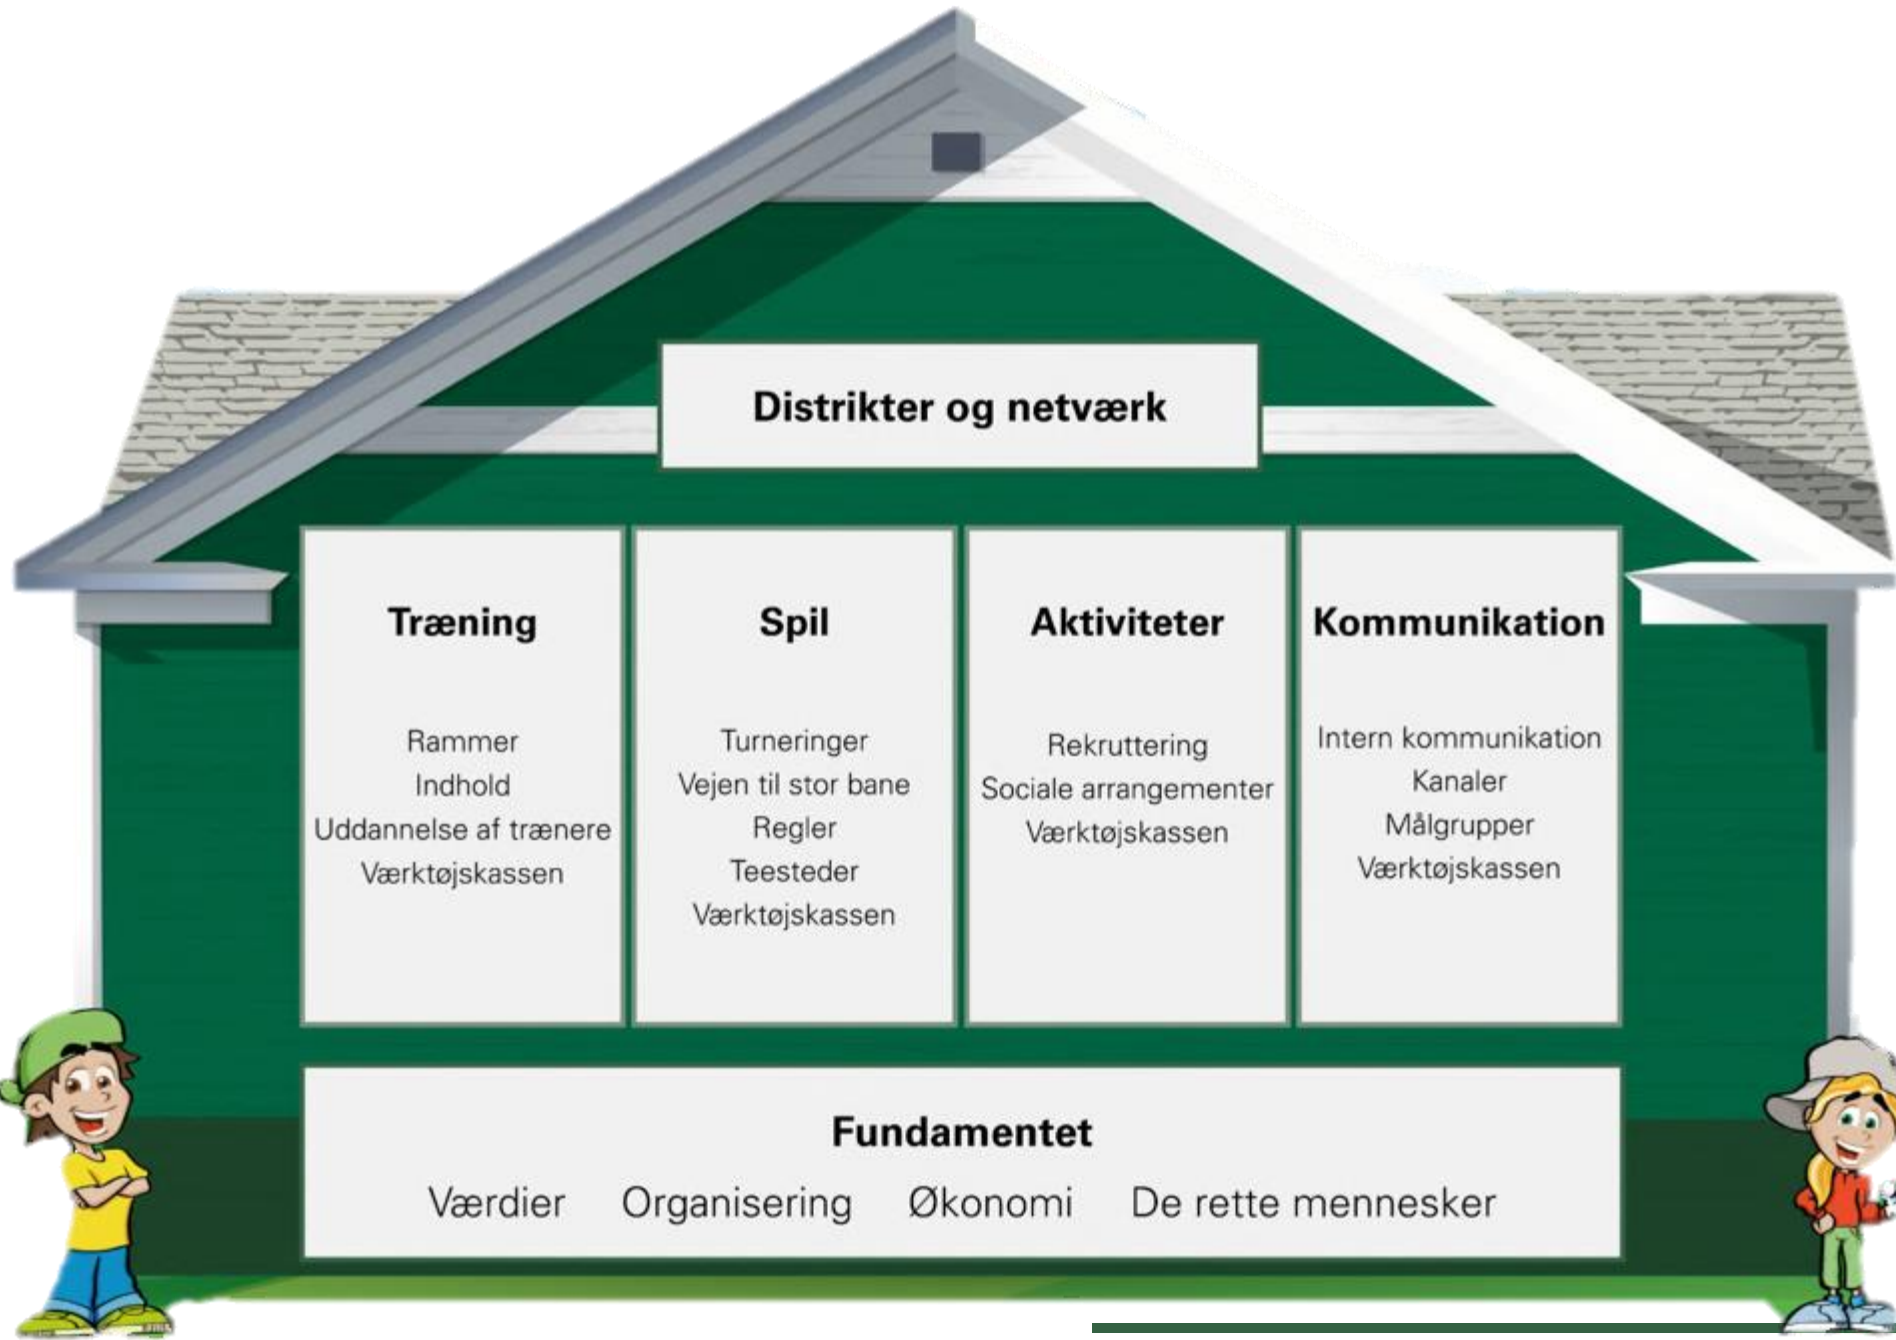 Distrikter og netværk
Træning
Rammer
Indhold
Uddannelse af trænere
Værktøjskassen
Spil
Turneringer
Vejen til stor bane
Regler
Teesteder
Værktøjskassen
Aktiviteter
Rekruttering
Sociale arrangementer
Værktøjskassen
Kommunikation
Intern kommunikation
Kanaler
Målgrupper
Værktøjskassen
Fundamentet
Værdier Organisering Økonomi De rette mennesker